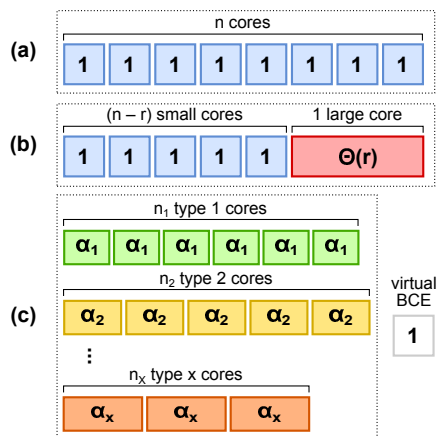 n cores
(a)
1 1 1 1 1 1 1 1
(n – r) small cores 1 large core
(b)
1 1 1 1 1 Θ(r)
n₁ type 1 cores
α₁ α₁ α₁ α₁ α₁ α₁
n₂ type 2 cores
α₂ α₂ α₂ α₂ α₂
(c)
⋮
nₓ type x cores
αₓ αₓ αₓ
virtual
BCE
1